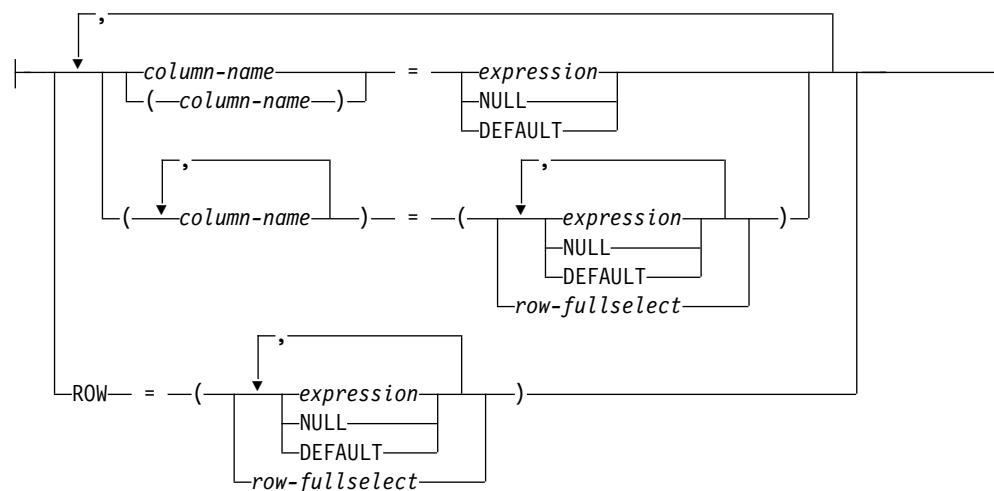 ,
column-name = expression
( column-name ) NULL
DEFAULT
, ,
( column-name ) = ( expression )
NULL
DEFAULT
row-fullselect
,
ROW = ( expression )
NULL
DEFAULT
row-fullselect